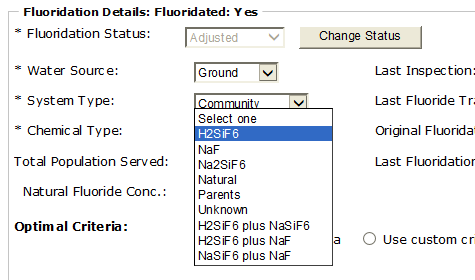 Fluoridation Details: Fluoridated: Yes
* Fluoridation Status: Adjusted Change Status
* Water Source: Ground Last Inspection:
* System Type: Community Last Fluoride Tra
* Chemical Type: Original Fluorida
Total Population Served: Last Fluoridation
Natural Fluoride Conc.:
Optimal Criteria: a Use custom cri
Select one
H2SiF6
NaF
Na2SiF6
Natural
Parents
Unknown
H2SiF6 plus NaSiF6
H2SiF6 plus NaF
NaSiF6 plus NaF